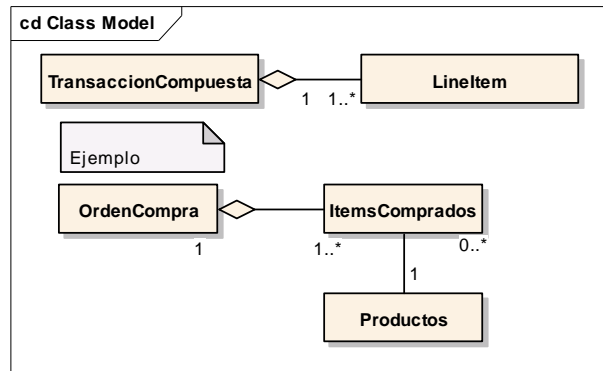 cd Class Model
TransaccionCompuesta
LineItem
1
1..*
Ejemplo
OrdenCompra
ItemsComprados
1
1..*
0..*
1
Productos